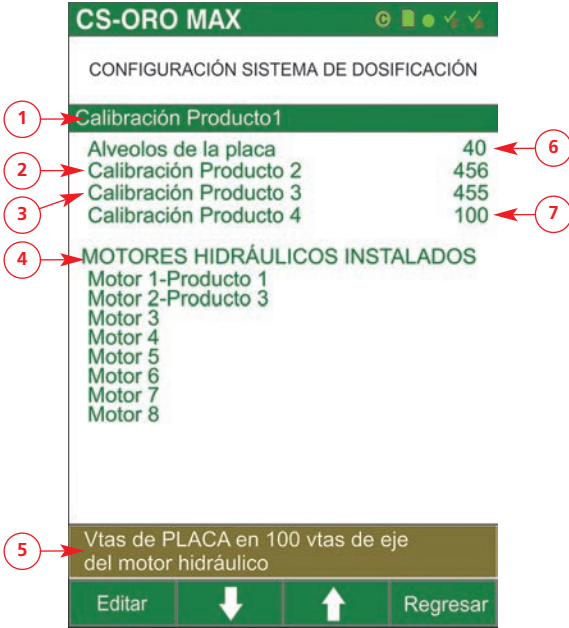 CS-ORO MAX
CONFIGURACIÓN SISTEMA DE DOSIFICACIÓN
1 Calibración Producto1
Alveolos de la placa 40 6
2 Calibración Producto 2 456
3 Calibración Producto 3 455
Calibración Producto 4 100 7
4 MOTORES HIDRÁULICOS INSTALADOS
Motor 1-Producto 1
Motor 2-Producto 3
Motor 3
Motor 4
Motor 5
Motor 6
Motor 7
Motor 8
5 Vtas de PLACA en 100 vtas de eje
del motor hidráulico
Editar Regresar